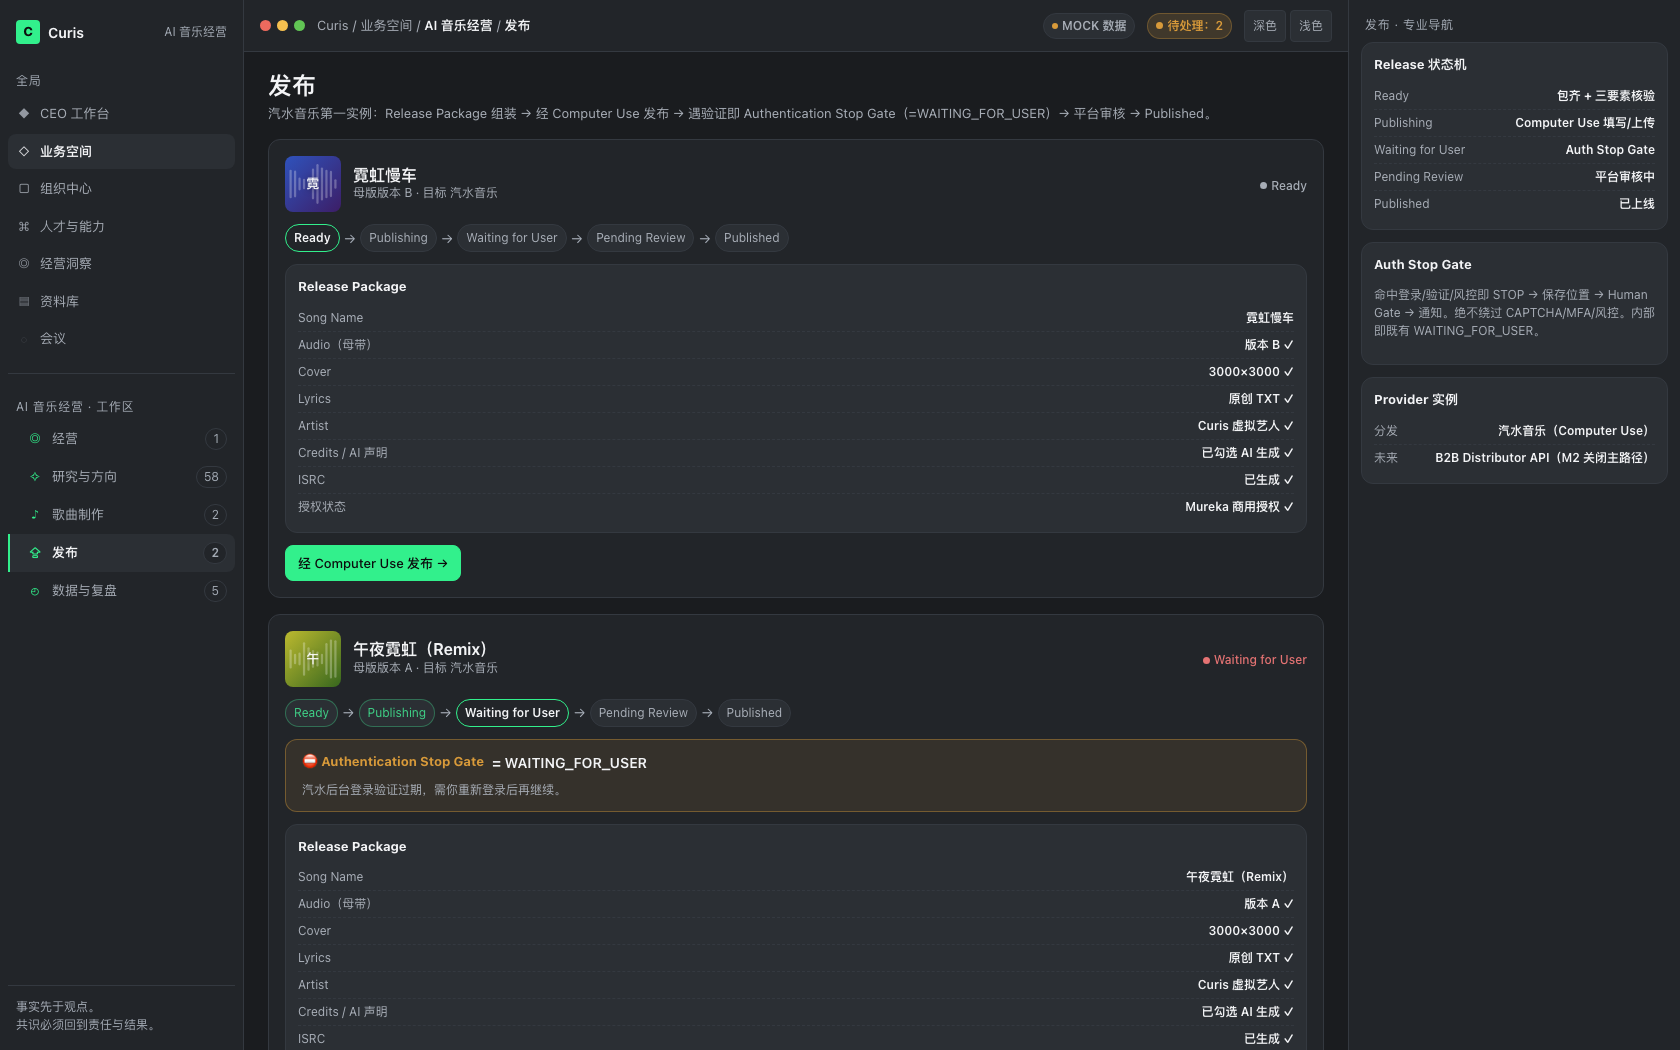 C Curis AI 音乐经营
全局
CEO 工作台
业务空间
组织中心
人才与能力
经营洞察
资料库
会议
AI 音乐经营 · 工作区
经营 1
研究与方向 58
歌曲制作 2
发布 2
数据与复盘 5
事实先于观点。
共识必须回到责任与结果。
Curis / 业务空间 / AI 音乐经营 / 发布
MOCK 数据
待处理：2
深色
浅色
发布
汽水音乐第一实例：Release Package 组装 → 经 Computer Use 发布 → 遇验证即 Authentication Stop Gate（=WAITING_FOR_USER）→ 平台审核 → Published。
霓
霓虹慢车
母版版本 B · 目标 汽水音乐
Ready
Ready → Publishing → Waiting for User → Pending Review → Published
Release Package
Song Name 霓虹慢车
Audio（母带） 版本 B ✓
Cover 3000×3000 ✓
Lyrics 原创 TXT ✓
Artist Curis 虚拟艺人 ✓
Credits / AI 声明 已勾选 AI 生成 ✓
ISRC 已生成 ✓
授权状态 Mureka 商用授权 ✓
经 Computer Use 发布 →
午
午夜霓虹（Remix）
母版版本 A · 目标 汽水音乐
Waiting for User
Ready → Publishing → Waiting for User → Pending Review → Published
Authentication Stop Gate = WAITING_FOR_USER
汽水后台登录验证过期，需你重新登录后再继续。
Release Package
Song Name 午夜霓虹（Remix）
Audio（母带） 版本 A ✓
Cover 3000×3000 ✓
Lyrics 原创 TXT ✓
Artist Curis 虚拟艺人 ✓
Credits / AI 声明 已勾选 AI 生成 ✓
ISRC 已生成 ✓
发布 · 专业导航
Release 状态机
Ready 包齐 + 三要素核验
Publishing Computer Use 填写/上传
Waiting for User Auth Stop Gate
Pending Review 平台审核中
Published 已上线
Auth Stop Gate
命中登录/验证/风控即 STOP → 保存位置 → Human
Gate → 通知。绝不绕过 CAPTCHA/MFA/风控。内部
即既有 WAITING_FOR_USER。
Provider 实例
分发 汽水音乐（Computer Use）
未来 B2B Distributor API（M2 关闭主路径）